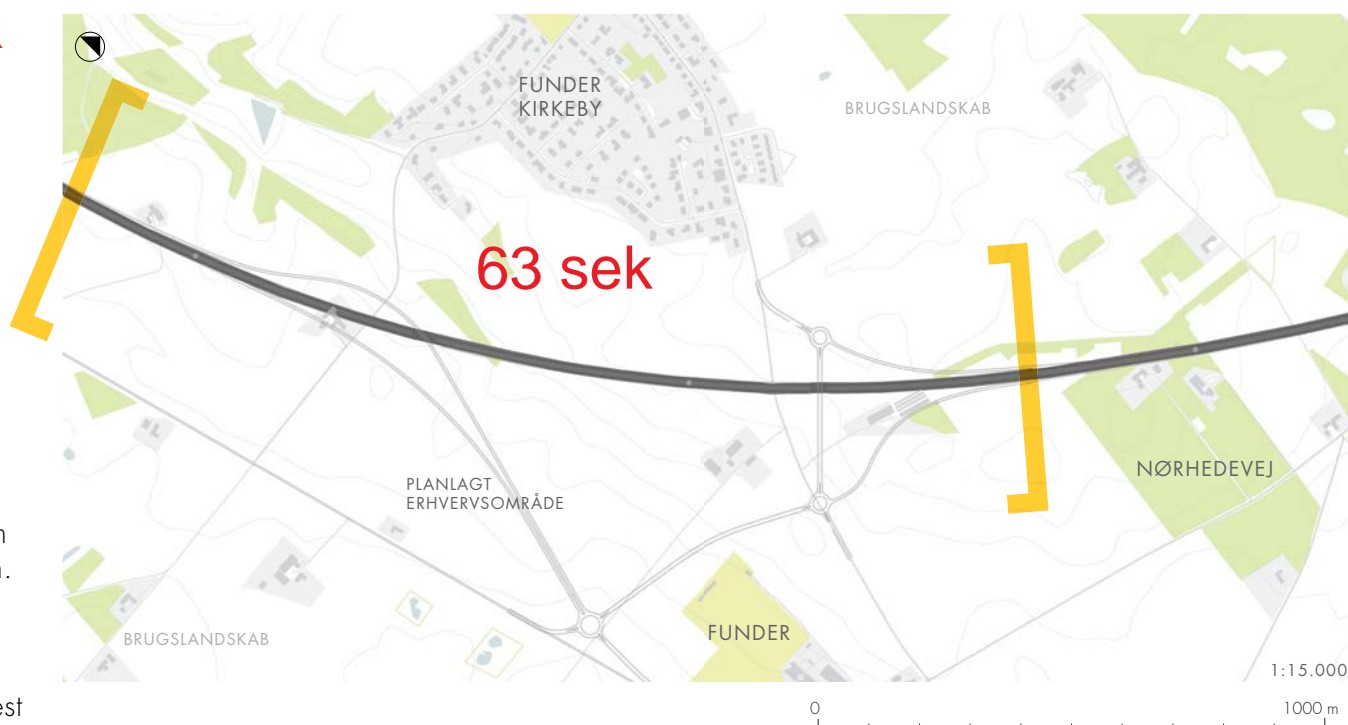 FUNDER
KIRKEBY
BRUGSLANDSKAB
63 sek
NØRHEDEVEJ
PLANLAGT
ERHVERVSOMRÅDE
BRUGSLANDSKAB
FUNDER
1:15.000
0 1000 m